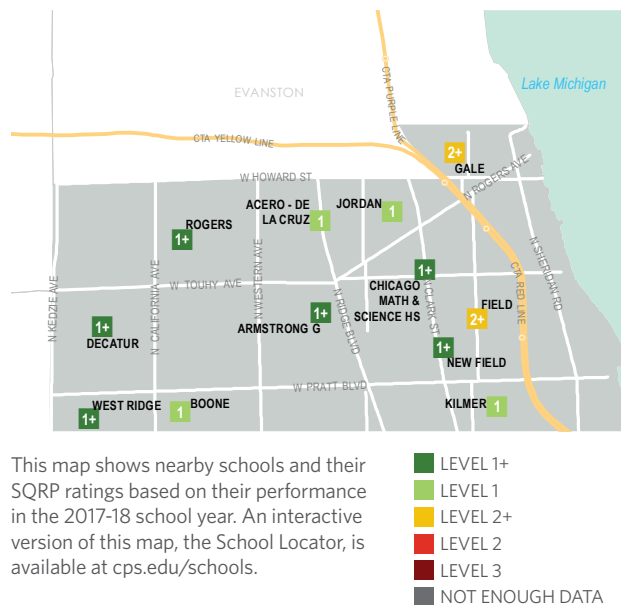 Lake Michigan
EVANSTON
CTA PURPLE LINE
CTA YELLOW LINE
2+
GALE
W HOWARD ST
N ROGERS AVE
ACERO - DE
LA CRUZ
1
JORDAN
1
ROGERS
1+
N SHERIDAN RD
CTA RED LINE
N KEDZIE AVE
N CALIFORNIA AVE
W TOUHY AVE
N WESTERN AVE
N RIDGE BLVD
1+
CHICAGO
MATH &
SCIENCE HS
N CLARK ST
FIELD
2+
1+
DECATUR
ARMSTRONG G
1+
1+
NEW FIELD
W PRATT BLVD
WEST RIDGE
1+
BOONE
1
KILMER
1
This map shows nearby schools and their
SQRP ratings based on their performance
in the 2017-18 school year. An interactive
version of this map, the School Locator, is
available at cps.edu/schools.
LEVEL 1+
LEVEL 1
LEVEL 2+
LEVEL 2
LEVEL 3
NOT ENOUGH DATA